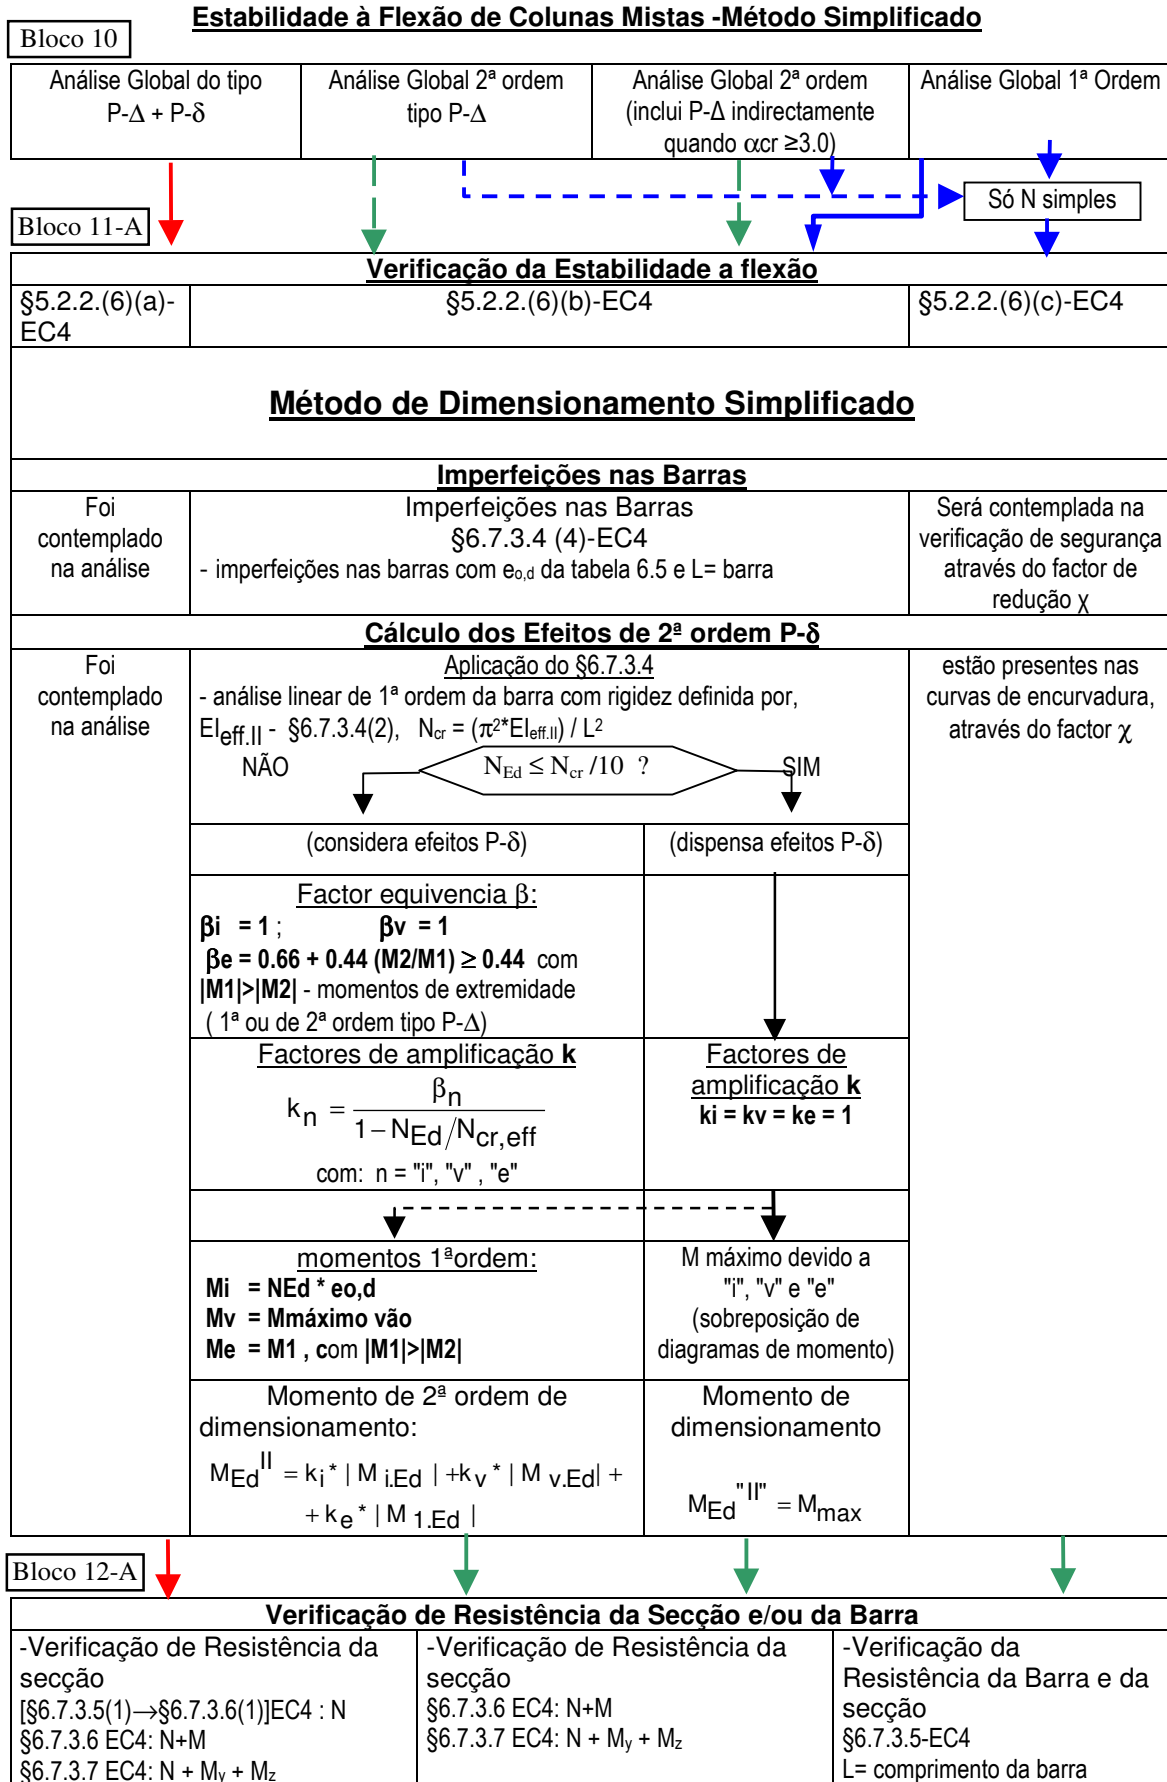 Estabilidade à Flexão de Colunas Mistas -Método Simplificado
Bloco 10
Análise Global do tipo
P-Δ + P-δ
Análise Global 2ª ordem
tipo P-Δ
Análise Global 2ª ordem
(inclui P-Δ indirectamente
quando αcr ≥3.0)
Análise Global 1ª Ordem
Só N simples
Bloco 11-A
Verificação da Estabilidade a flexão
§5.2.2.(6)(a)-
EC4
§5.2.2.(6)(b)-EC4
§5.2.2.(6)(c)-EC4
Método de Dimensionamento Simplificado
Imperfeições nas Barras
Foi
contemplado
na análise
Imperfeições nas Barras
§6.7.3.4 (4)-EC4
- imperfeições nas barras com eo,d da tabela 6.5 e L= barra
Será contemplada na
verificação de segurança
através do factor de
redução χ
Cálculo dos Efeitos de 2ª ordem P-δ
Foi
contemplado
na análise
Aplicação do §6.7.3.4
- análise linear de 1ª ordem da barra com rigidez definida por,
EIeff.II - §6.7.3.4(2), Ncr = (π²*EIeff.II) / L²
NÃO
NEd ≤ Ncr /10 ?
SIM
estão presentes nas
curvas de encurvadura,
através do factor χ
(considera efeitos P-δ)
(dispensa efeitos P-δ)
Factor equivencia β:
βi = 1 ; βv = 1
βe = 0.66 + 0.44 (M2/M1) ≥ 0.44 com
|M1|>|M2| - momentos de extremidade
( 1ª ou de 2ª ordem tipo P-Δ)
Factores de amplificação k
kn = βn / (1 − NEd/Ncr,eff)
com: n = "i", "v" , "e"
Factores de
amplificação k
ki = kv = ke = 1
momentos 1ªordem:
Mi = NEd * eo,d
Mv = Mmáximo vão
Me = M1 , com |M1|>|M2|
M máximo devido a
"i", "v" e "e"
(sobreposição de
diagramas de momento)
Momento de 2ª ordem de
dimensionamento:
MEd^II = ki* | M i.Ed | +kv* | M v.Ed| +
+ ke* | M 1.Ed |
Momento de
dimensionamento
MEd^"II" = Mmax
Bloco 12-A
Verificação de Resistência da Secção e/ou da Barra
-Verificação de Resistência da
secção
[§6.7.3.5(1)→§6.7.3.6(1)]EC4 : N
§6.7.3.6 EC4: N+M
§6.7.3.7 EC4: N + My + Mz
-Verificação de Resistência da
secção
§6.7.3.6 EC4: N+M
§6.7.3.7 EC4: N + My + Mz
-Verificação da
Resistência da Barra e da
secção
§6.7.3.5-EC4
L= comprimento da barra